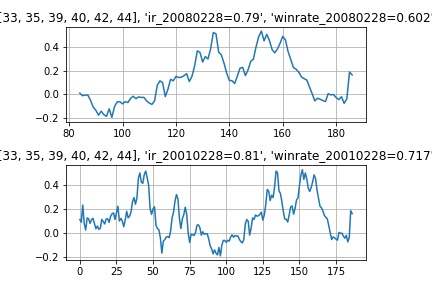 [33, 35, 39, 40, 42, 44], 'ir_20080228=0.79', 'winrate_20080228=0.602'
0.4
0.2
0.0
−0.2
80 100 120 140 160 180
[33, 35, 39, 40, 42, 44], 'ir_20010228=0.81', 'winrate_20010228=0.717'
0.4
0.2
0.0
−0.2
0 25 50 75 100 125 150 175